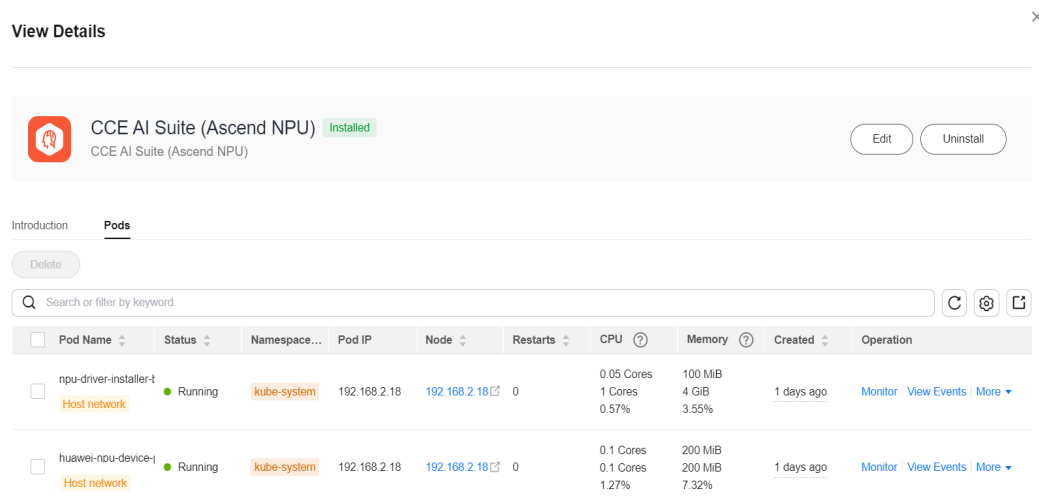 View Details
CCE AI Suite (Ascend NPU) Installed
CCE AI Suite (Ascend NPU)
Edit
Uninstall
Introduction
Pods
Delete
Search or filter by keyword.
Pod Name Status Namespace... Pod IP Node Restarts CPU Memory Created Operation
npu-driver-installer-
Host network
Running
kube-system
192.168.2.18
192.168.2.18
0
0.05 Cores
1 Cores
0.57%
100 MiB
4 GiB
3.55%
1 days ago
Monitor View Events More
huawei-npu-device-
Host network
Running
kube-system
192.168.2.18
192.168.2.18
0
0.1 Cores
0.1 Cores
1.27%
200 MiB
200 MiB
7.32%
1 days ago
Monitor View Events More